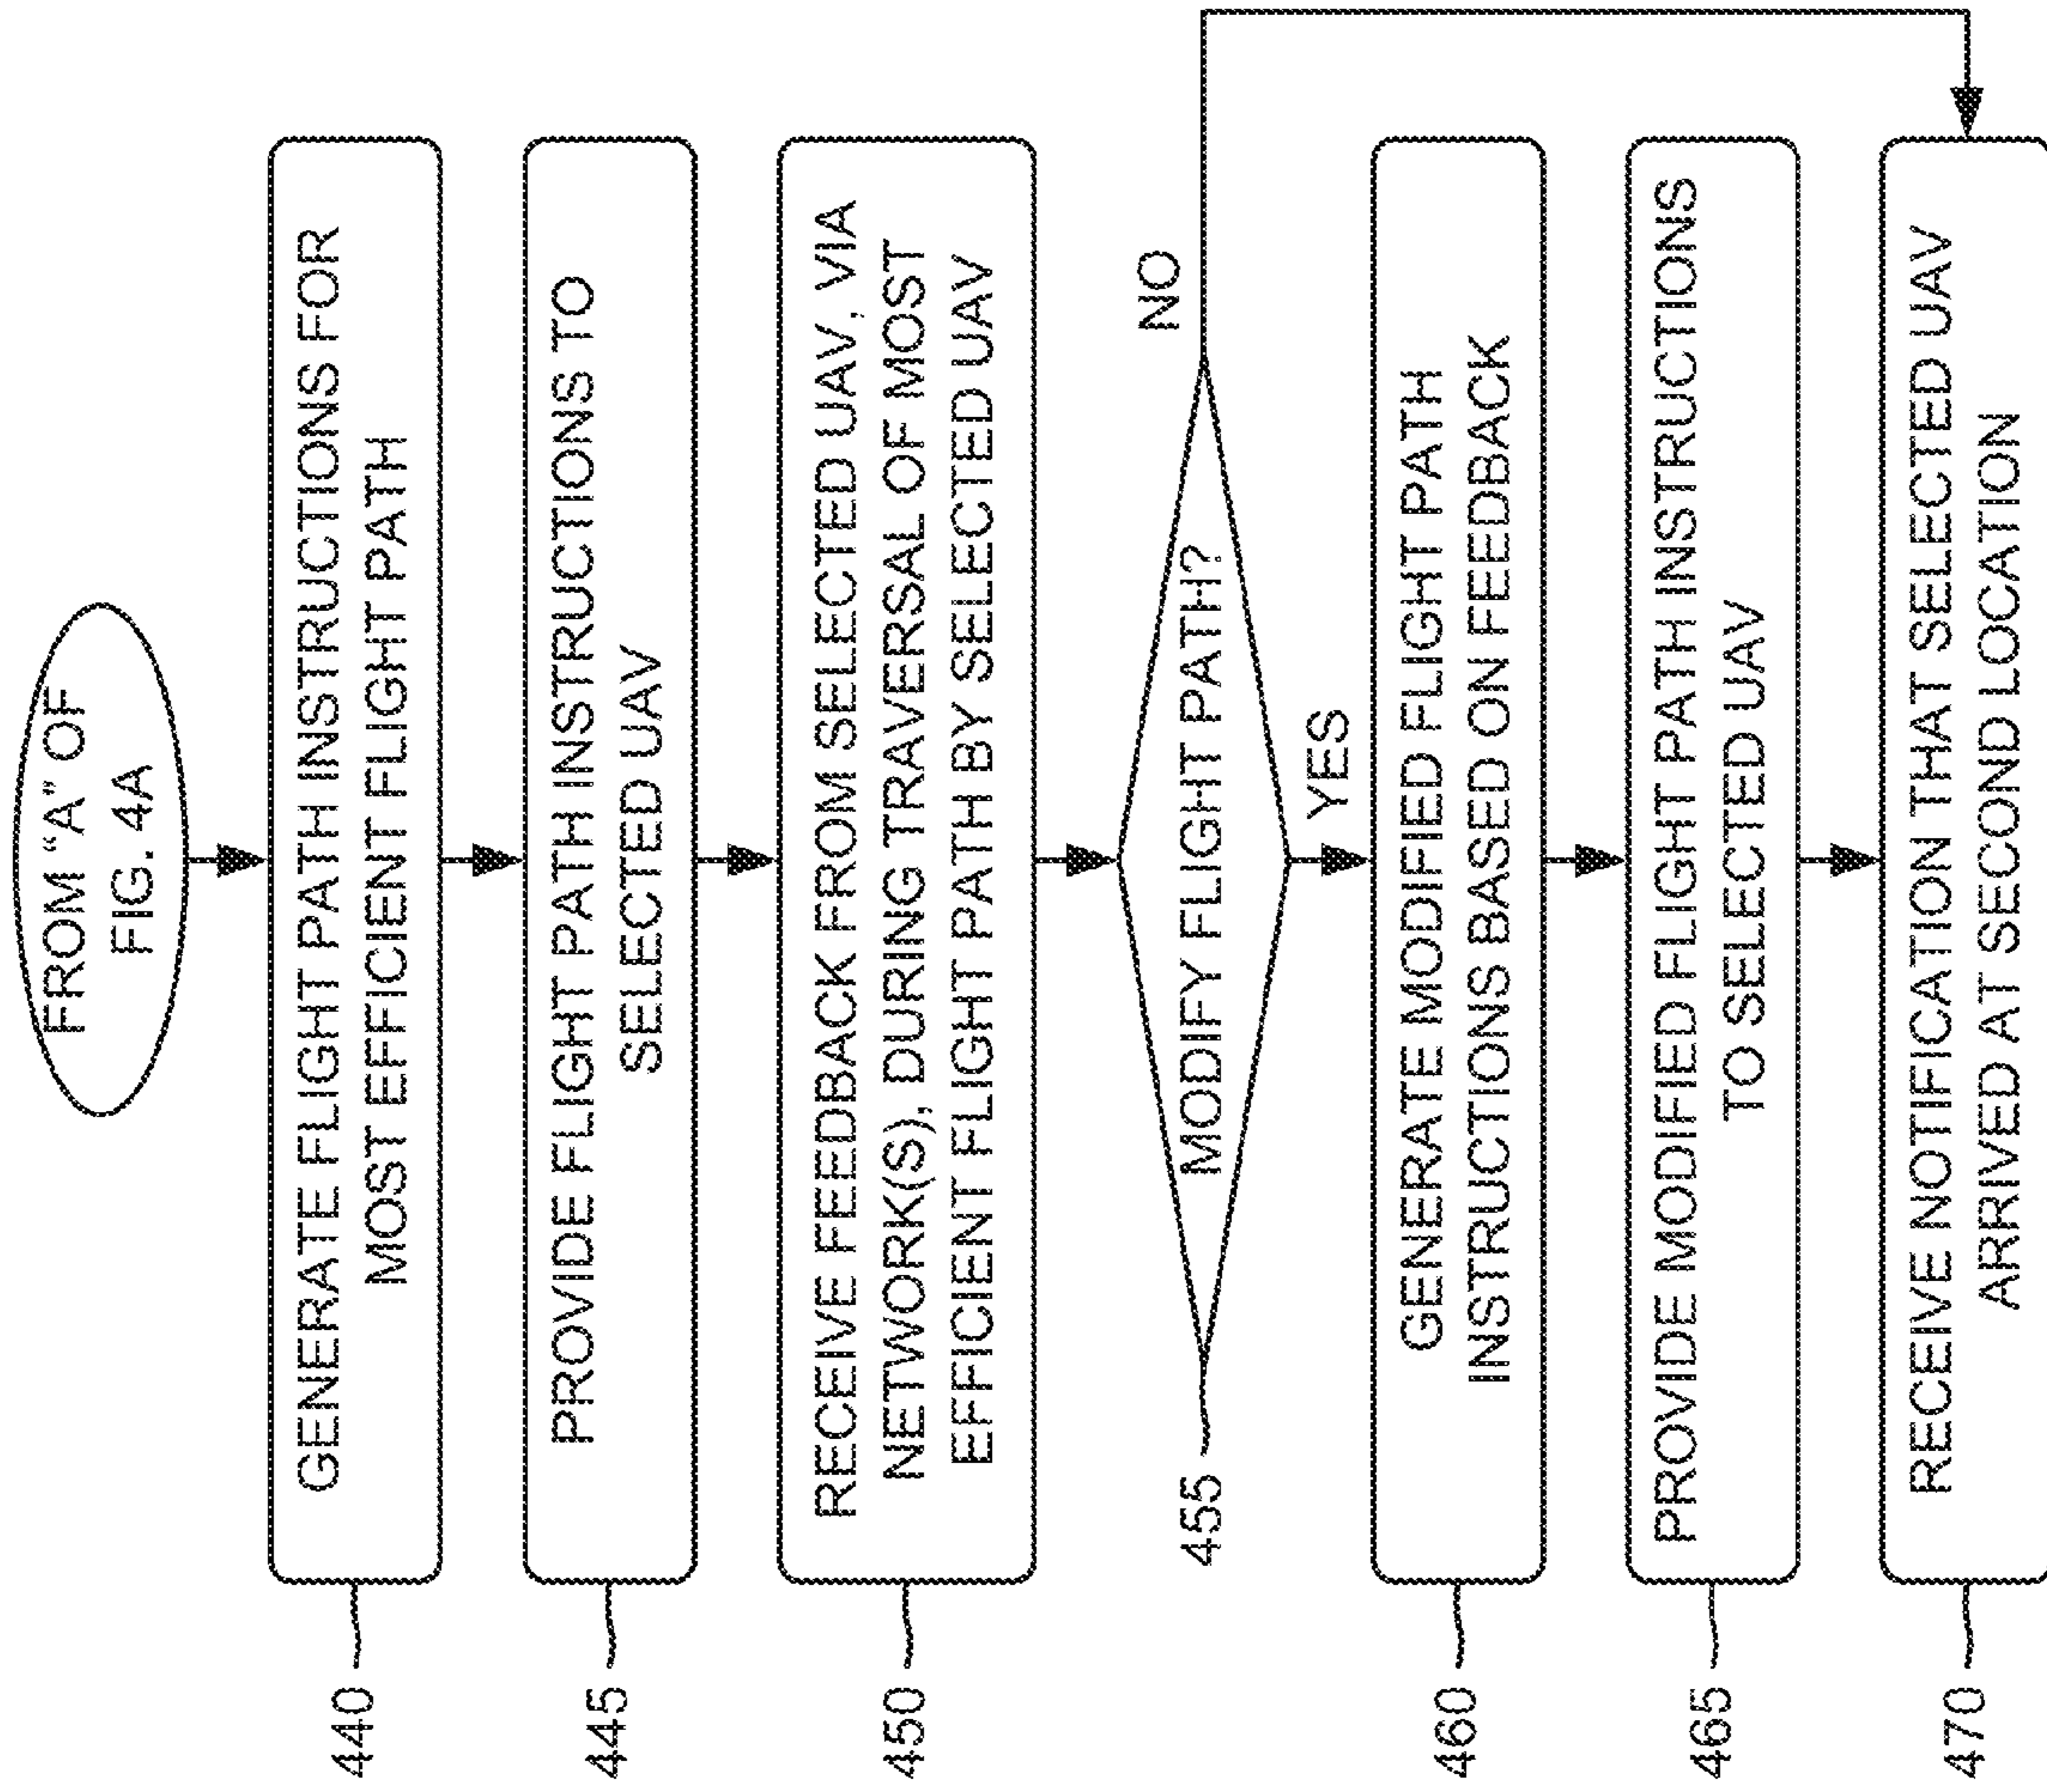 FROM "A" OF
FIG. 4A
440
GENERATE FLIGHT PATH INSTRUCTIONS FOR
MOST EFFICIENT FLIGHT PATH
445
PROVIDE FLIGHT PATH INSTRUCTIONS TO
SELECTED UAV
450
RECEIVE FEEDBACK FROM SELECTED UAV, VIA
NETWORK(S), DURING TRAVERSAL OF MOST
EFFICIENT FLIGHT PATH BY SELECTED UAV
455
MODIFY FLIGHT PATH?
NO
YES
460
GENERATE MODIFIED FLIGHT PATH
INSTRUCTIONS BASED ON FEEDBACK
465
PROVIDE MODIFIED FLIGHT PATH INSTRUCTIONS
TO SELECTED UAV
470
RECEIVE NOTIFICATION THAT SELECTED UAV
ARRIVED AT SECOND LOCATION